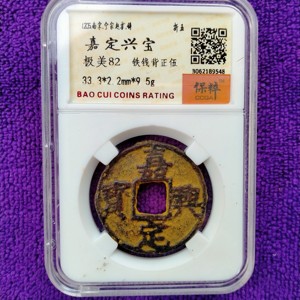 嘉定兴宝
极美82 铁钱背正伍
33.3*2.2mm*9.5g
3062189548
保粹
BAO CUI COINS RATING
嘉
寶 興
定